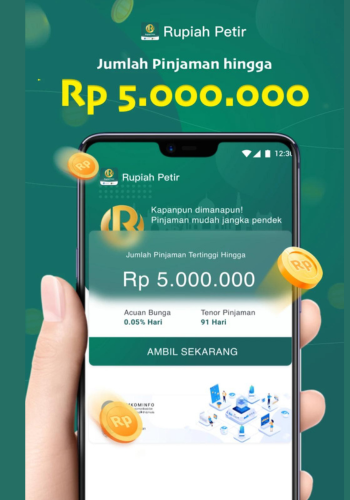 Rupiah Petir
Jumlah Pinjaman hingga
Rp 5.000.000
12:30
Rp
Rupiah Petir
Kapanpun dimanapun!
Pinjaman mudah jangka pendek
Jumlah Pinjaman Tertinggi Hingga
Rp
Rp 5.000.000
Acuan Bunga
Tenor Pinjaman
0.05% Hari
91 Hari
AMBIL SEKARANG
KOMINFO
Rp